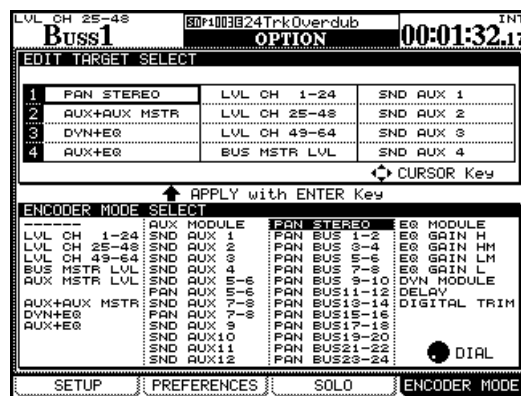 LVL CH 25-48
Buss1
24TrkOverdub
OPTION
INT
00:01:32.17
EDIT TARGET SELECT
1 PAN STEREO LVL CH 1-24 SND AUX 1
2 AUX+AUX MSTR LVL CH 25-48 SND AUX 2
3 DYN+EQ LVL CH 49-64 SND AUX 3
4 AUX+EQ BUS MSTR LVL SND AUX 4
CURSOR Key
APPLY with ENTER Key
ENCODER MODE SELECT
------ AUX MODULE PAN STEREO EQ MODULE
LVL CH 1-24 SND AUX 1 PAN BUS 1-2 EQ GAIN H
LVL CH 25-48 SND AUX 2 PAN BUS 3-4 EQ GAIN HM
LVL CH 49-64 SND AUX 3 PAN BUS 5-6 EQ GAIN LM
BUS MSTR LVL SND AUX 4 PAN BUS 7-8 EQ GAIN L
AUX MSTR LVL SND AUX 5-6 PAN BUS 9-10 DYN MODULE
PAN AUX 5-6 PAN BUS11-12 DELAY
AUX+AUX MSTR SND AUX 7-8 PAN BUS13-14 DIGITAL TRIM
DYN+EQ PAN AUX 7-8 PAN BUS15-16
AUX+EQ SND AUX 9 PAN BUS17-18
SND AUX10 PAN BUS19-20
SND AUX11 PAN BUS21-22
SND AUX12 PAN BUS23-24
DIAL
SETUP PREFERENCES SOLO ENCODER MODE